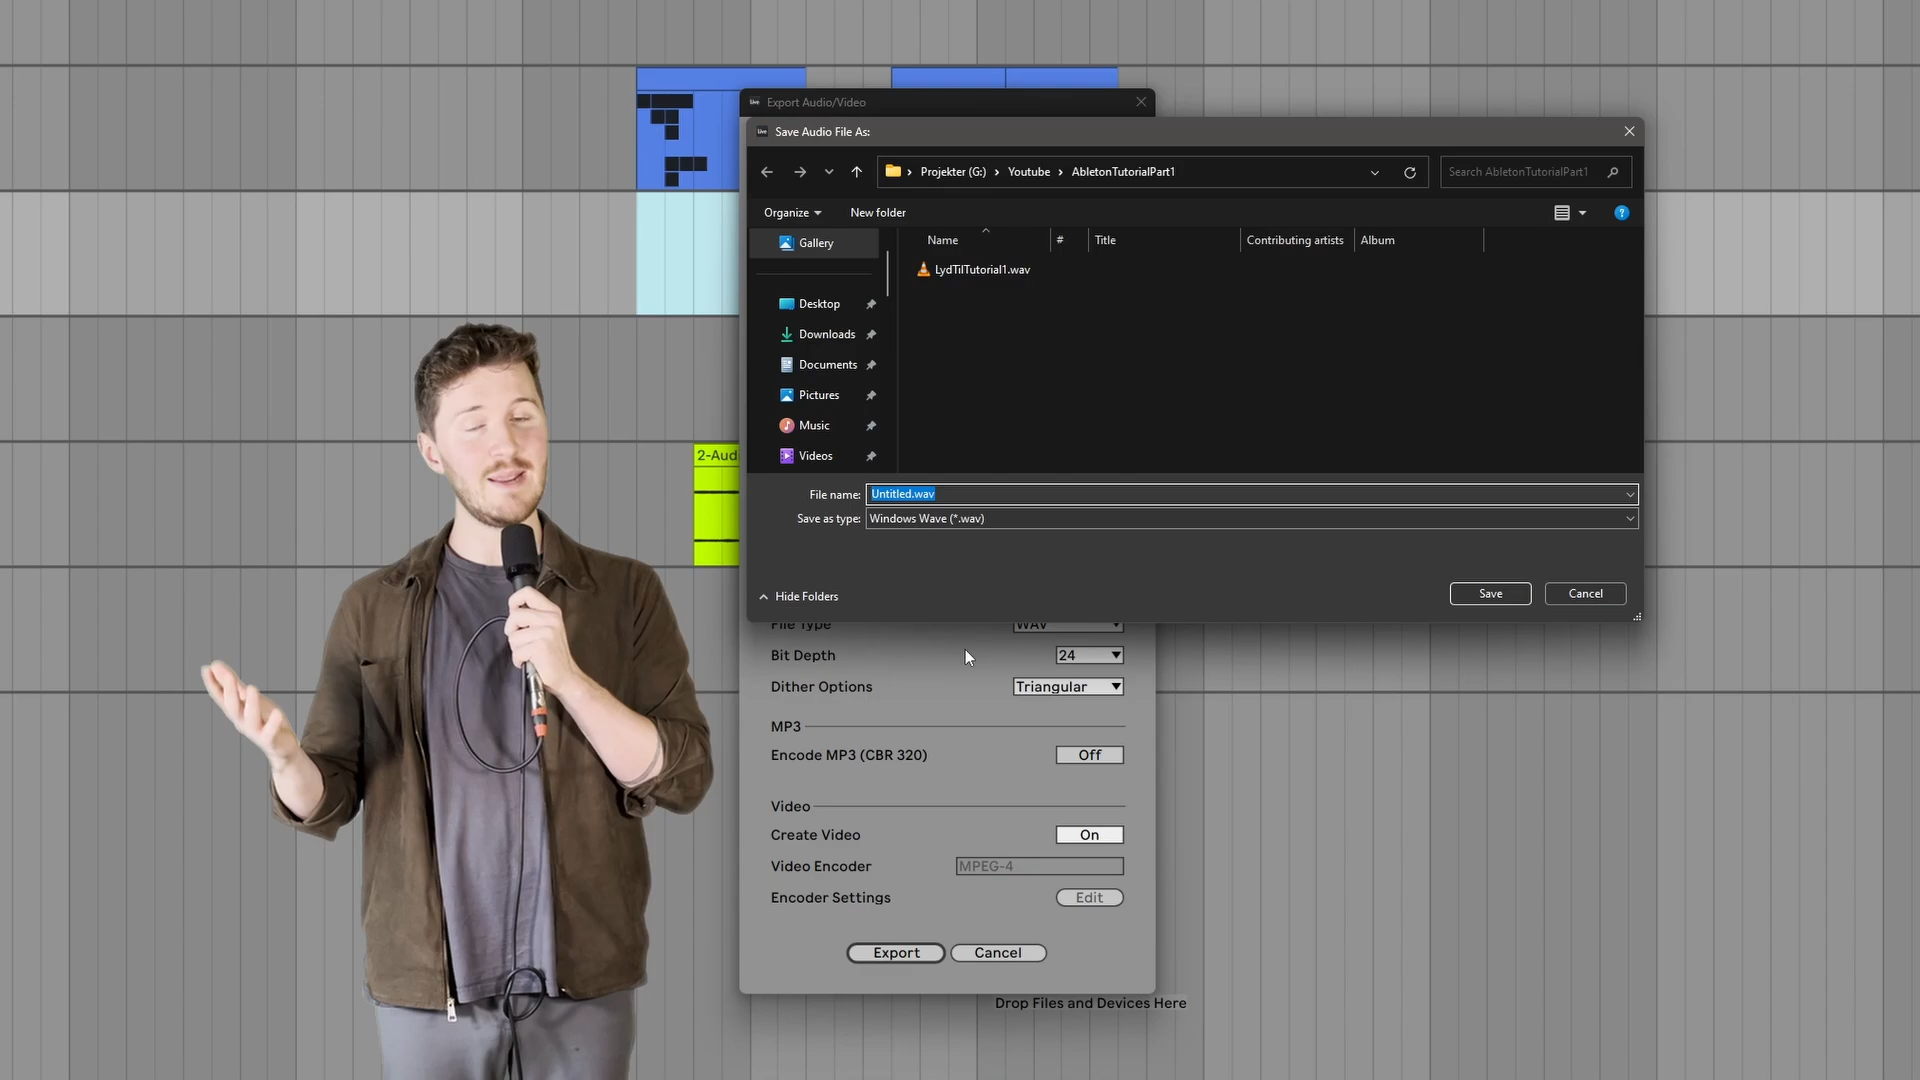 Export Audio/Video
Save Audio File As:
Projekter (G:) › Youtube › AbletonTutorialPart1
Search AbletonTutorialPart1
Organize
New folder
Gallery
Name
#
Title
Contributing artists
Album
LydTilTutorial1.wav
Desktop
Downloads
Documents
Pictures
Music
Videos
2-Aud
File name: Untitled.wav
Save as type: Windows Wave (*.wav)
Hide Folders
Save
Cancel
File Type WAV
Bit Depth 24
Dither Options Triangular
MP3
Encode MP3 (CBR 320) Off
Video
Create Video On
Video Encoder MPEG-4
Encoder Settings Edit
Export Cancel
Drop Files and Devices Here